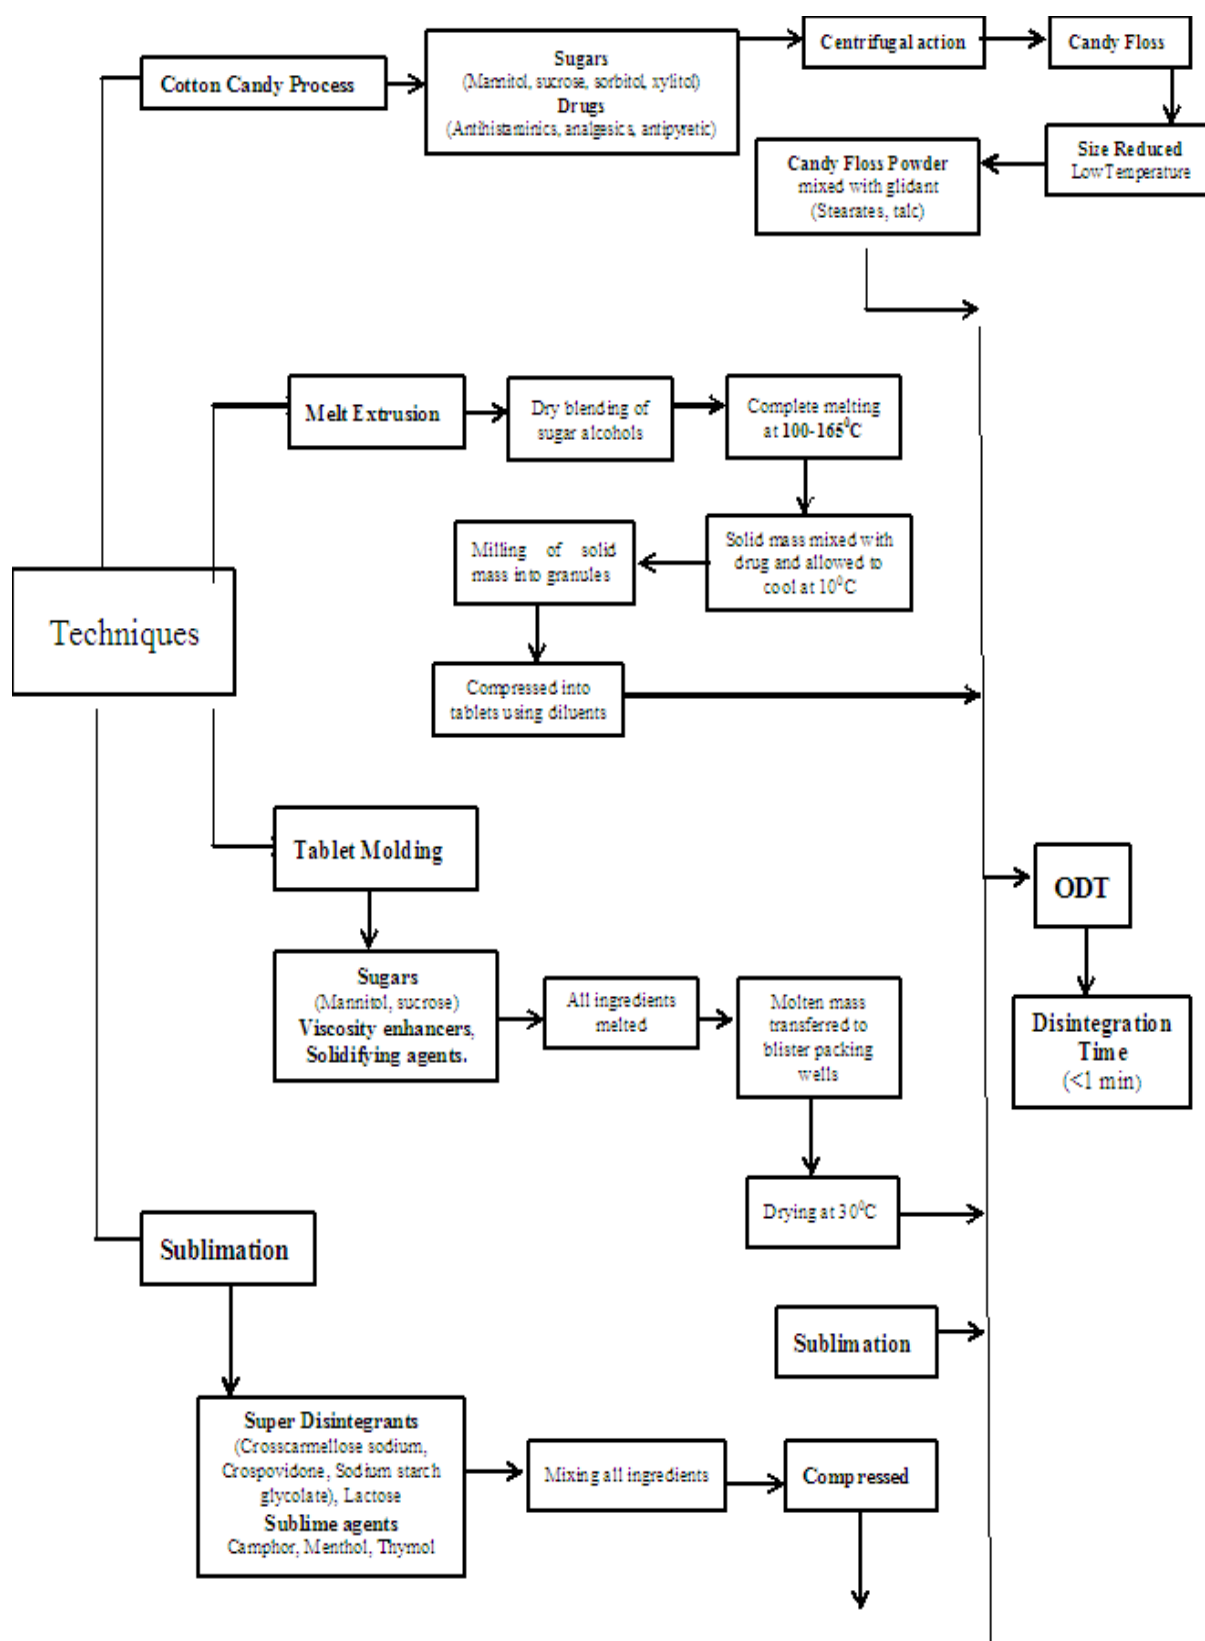 Cotton Candy Process
Sugars
(Mannitol, sucrose, sorbitol, xylitol)
Drugs
(Antihistaminics, analgesics, antipyretic)
Centrifugal action
Candy Floss
Size Reduced
Low Temperature
Candy Floss Powder
mixed with glidant
(Stearates, talc)
Melt Extrusion
Dry blending of
sugar alcohols
Complete melting
at 100-165⁰C
Solid mass mixed with
drug and allowed to
cool at 10⁰C
Milling of solid
mass into granules
Compressed into
tablets using diluents
Techniques
Tablet Molding
Sugars
(Mannitol, sucrose)
Viscosity enhancers,
Solidifying agents.
All ingredients
melted
Molten mass
transferred to
blister packing
wells
Drying at 30⁰C
ODT
Disintegration
Time
(<1 min)
Sublimation
Super Disintegrants
(Crosscarmellose sodium,
Crospovidone, Sodium starch
glycolate), Lactose
Sublime agents
Camphor, Menthol, Thymol
Mixing all ingredients
Compressed
Sublimation